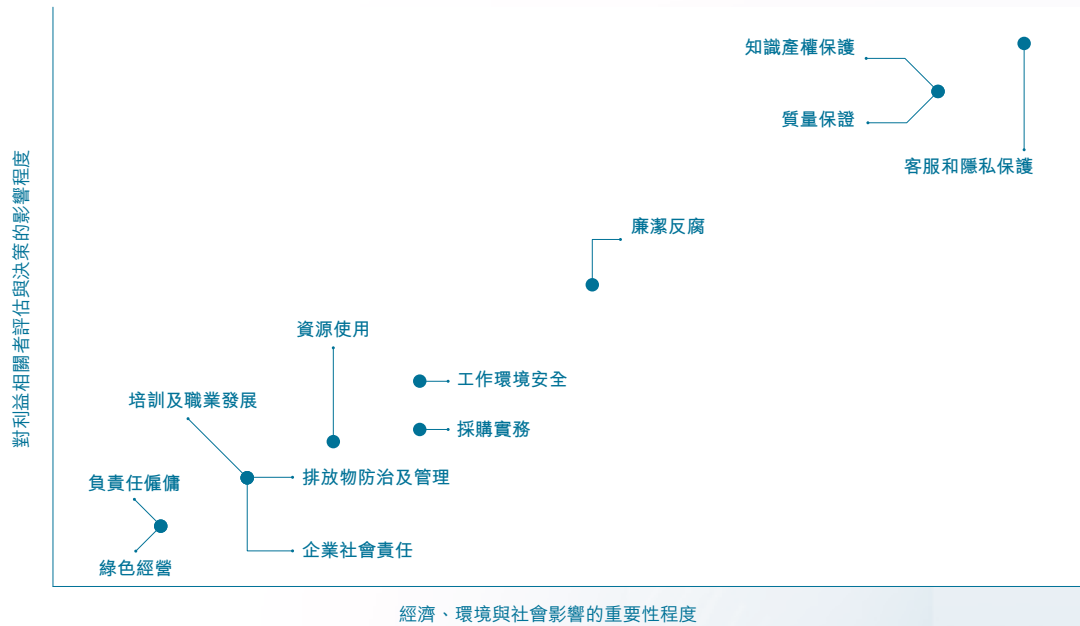 知識產權保護
質量保證
客服和隱私保護
廉潔反腐
資源使用
工作環境安全
培訓及職業發展
採購實務
排放物防治及管理
負責任僱傭
企業社會責任
綠色經營
對利益相關者評估與決策的影響程度
經濟、環境與社會影響的重要性程度